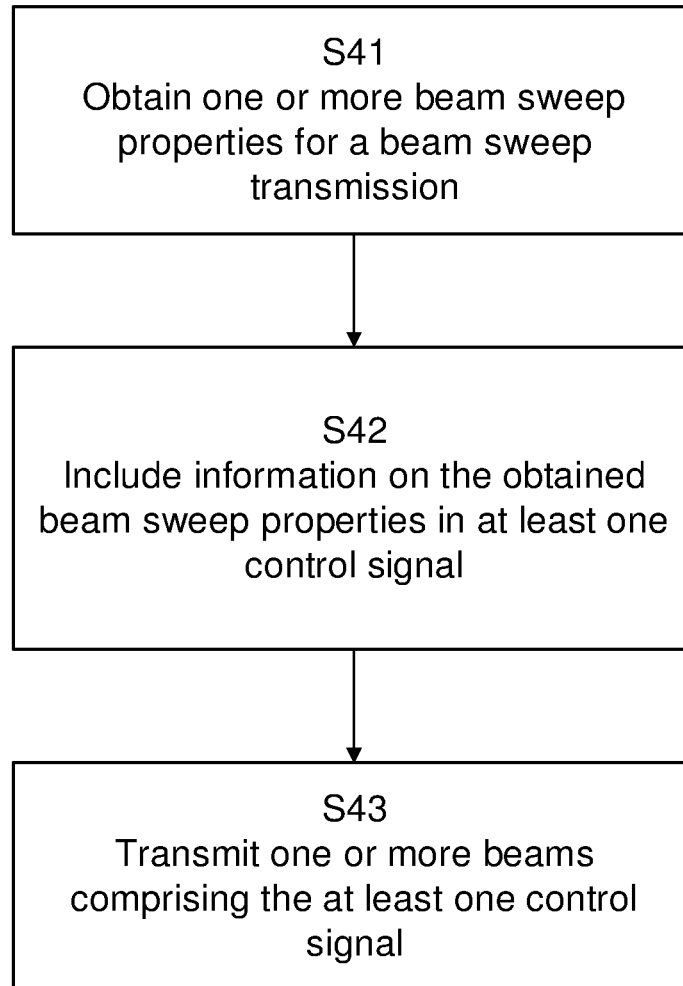 S41
Obtain one or more beam sweep
properties for a beam sweep
transmission
S42
Include information on the obtained
beam sweep properties in at least one
control signal
S43
Transmit one or more beams
comprising the at least one control
signal